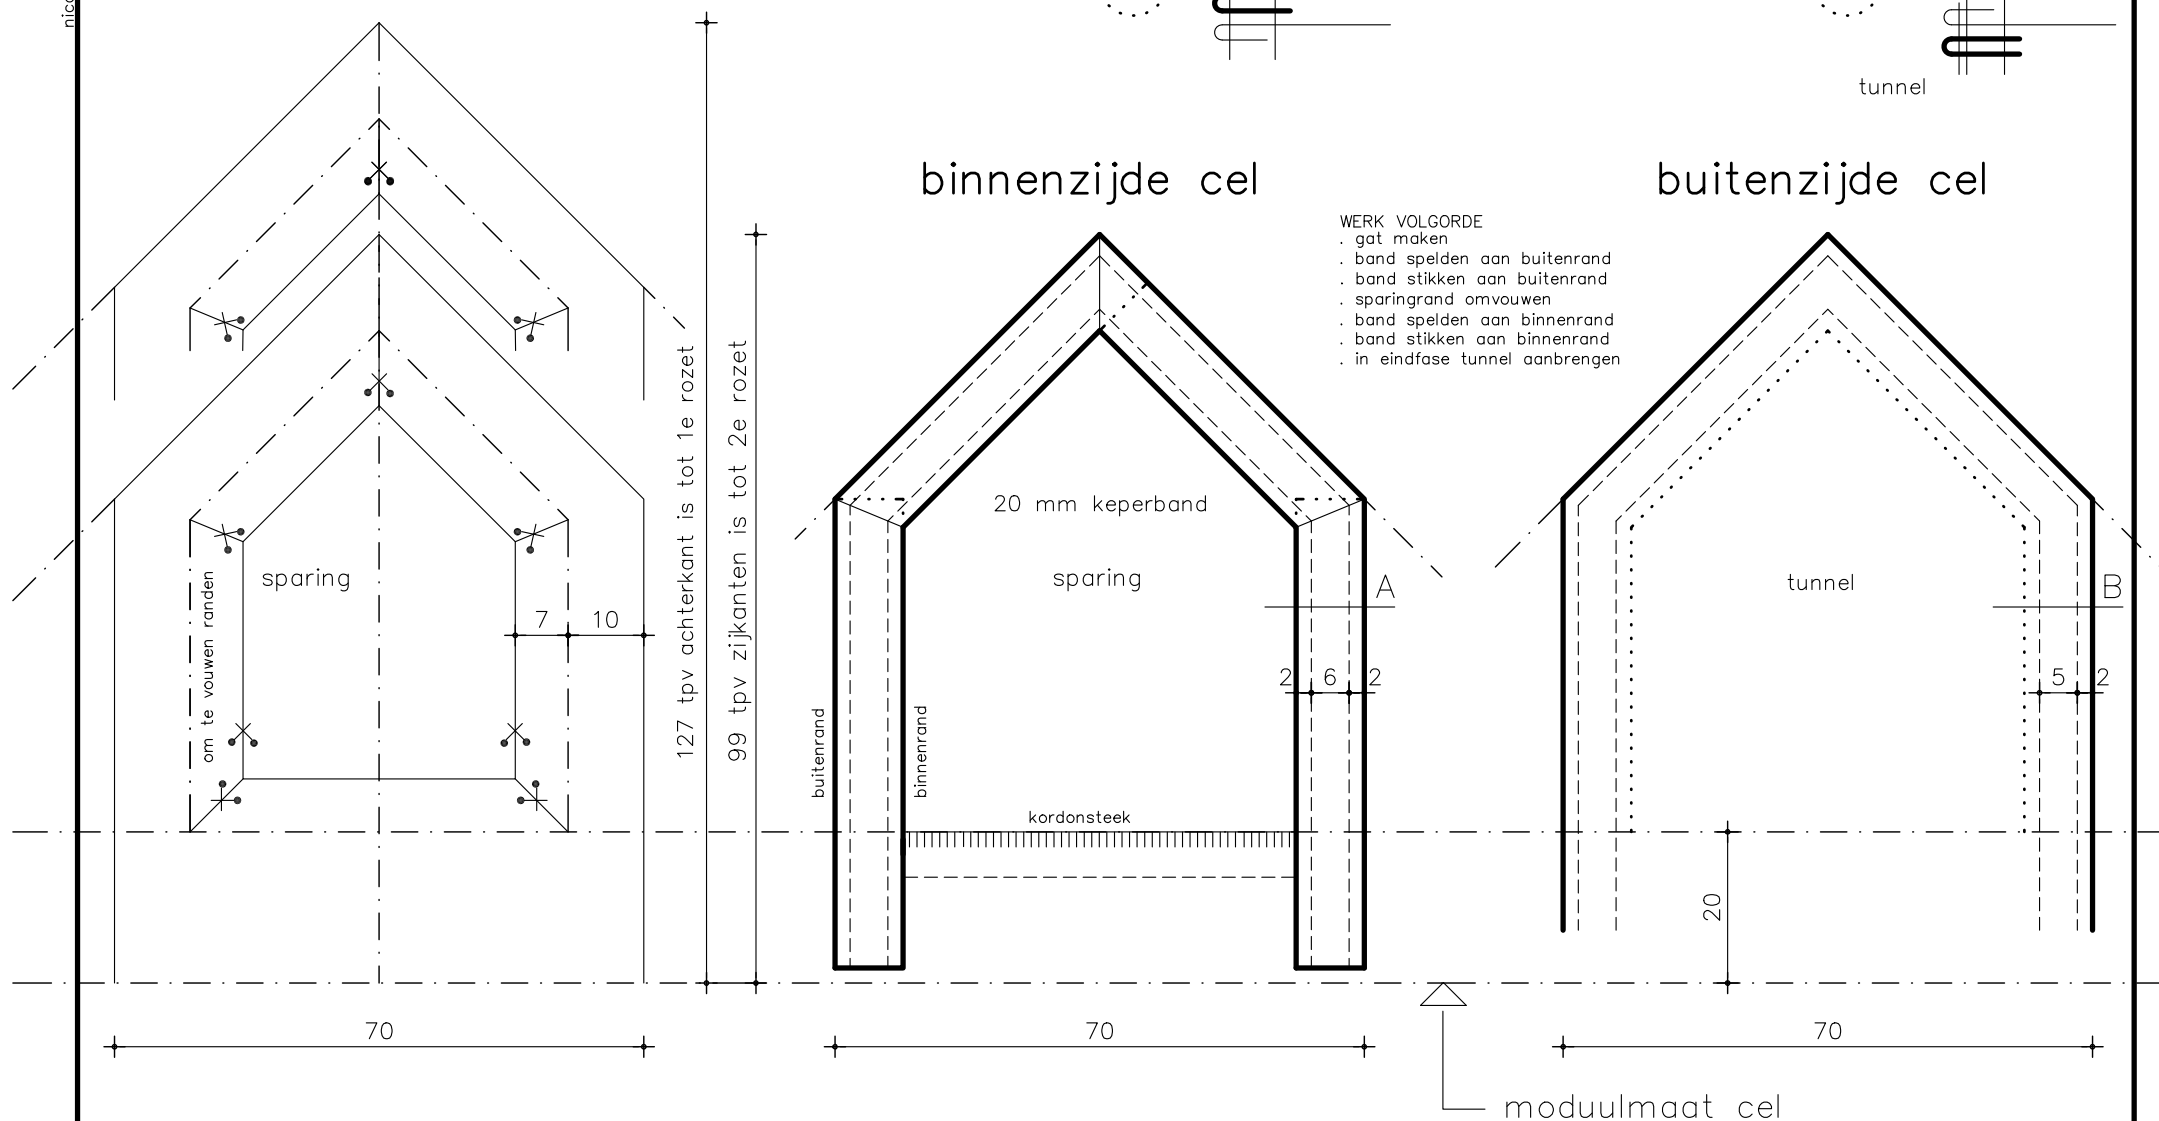 tunnel
binnenzijde cel
buitenzijde cel
WERK VOLGORDE
. gat maken
. band spelden aan buitenrand
. band stikken aan buitenrand
. sparingrand omvouwen
. band spelden aan binnenrand
. band stikken aan binnenrand
. in eindfase tunnel aanbrengen
127 tpv achterkant is tot 1e rozet
99 tpv zijkanten is tot 2e rozet
20 mm keperband
sparing
sparing
tunnel
A
B
om te vouwen randen
7
10
2
6
2
5
2
buitenrand
binnenrand
kordonsteek
20
70
70
70
moduulmaat cel